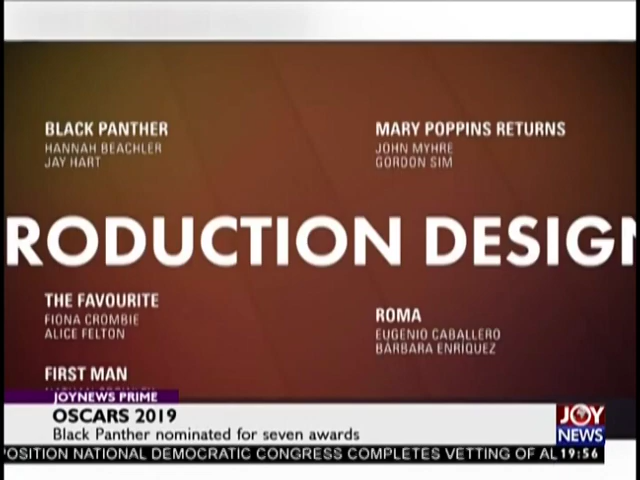 BLACK PANTHER
HANNAH BEACHLER
JAY HART
MARY POPPINS RETURNS
JOHN MYHRE
GORDON SIM
RODUCTION DESIGN
THE FAVOURITE
FIONA CROMBIE
ALICE FELTON
ROMA
EUGENIO CABALLERO
BÁRBARA ENRÍQUEZ
FIRST MAN
JOYNEWS PRIME
OSCARS 2019
Black Panther nominated for seven awards
JOY
NEWS
POSITION NATIONAL DEMOCRATIC CONGRESS COMPLETES VETTING OF AL
19:56